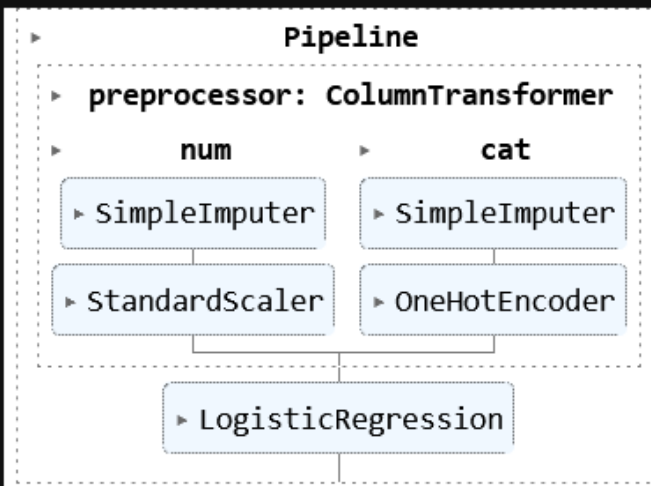 Pipeline
preprocessor: ColumnTransformer
num cat
SimpleImputer SimpleImputer
StandardScaler OneHotEncoder
LogisticRegression